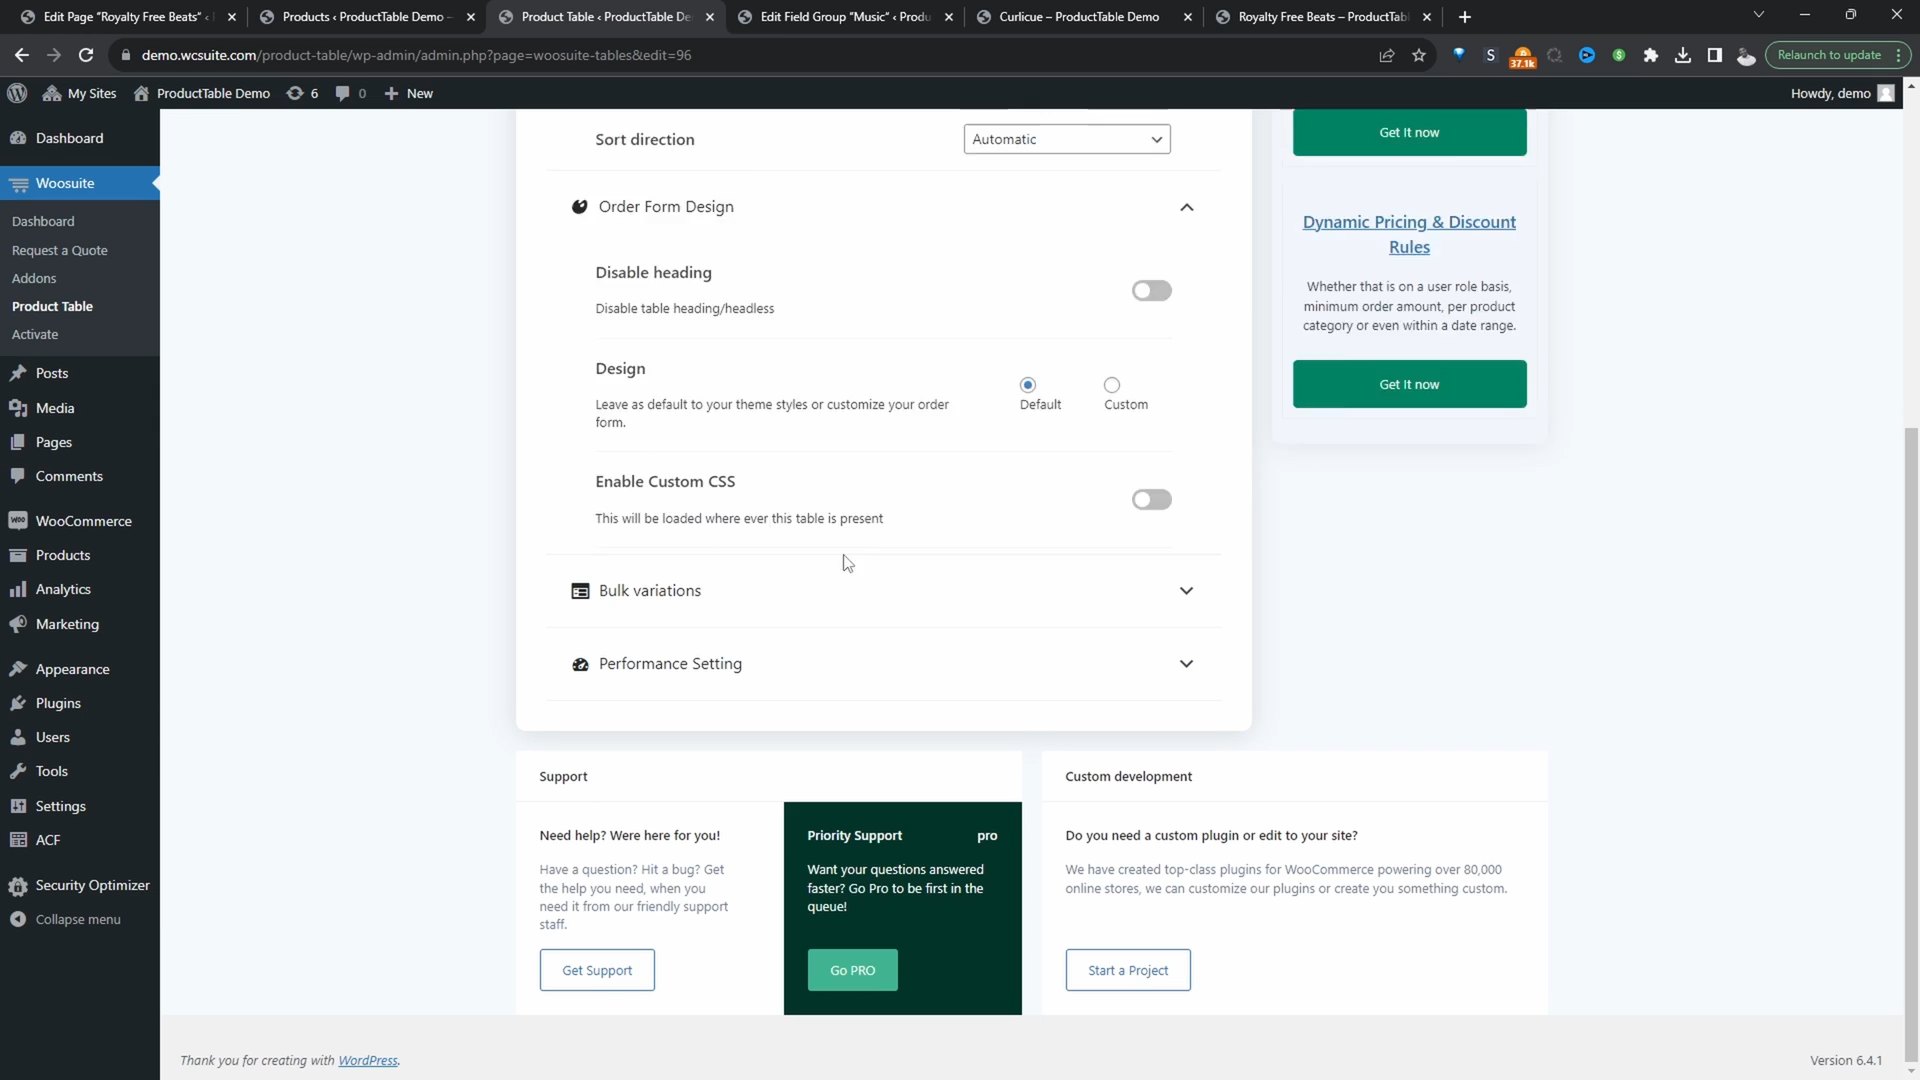 Edit Page "Royalty Free Beats" ‹
Products ‹ ProductTable Demo –
Product Table ‹ ProductTable De
Edit Field Group "Music" ‹ Produ
Curlicue – ProductTable Demo
Royalty Free Beats – ProductTabl
demo.wcsuite.com/product-table/wp-admin/admin.php?page=woosuite-tables&edit=96
S
37.1k
Relaunch to update
My Sites
ProductTable Demo
6
0
New
Howdy, demo
Dashboard
Woosuite
Dashboard
Request a Quote
Addons
Product Table
Activate
Posts
Media
Pages
Comments
WooCommerce
Products
Analytics
Marketing
Appearance
Plugins
Users
Tools
Settings
ACF
Security Optimizer
Collapse menu
Sort direction
Automatic
Order Form Design
Disable heading
Disable table heading/headless
Design
Leave as default to your theme styles or customize your order
form.
Default
Custom
Enable Custom CSS
This will be loaded where ever this table is present
Bulk variations
Performance Setting
Get It now
Dynamic Pricing & Discount
Rules
Whether that is on a user role basis,
minimum order amount, per product
category or even within a date range.
Get It now
Support
Need help? Were here for you!
Have a question? Hit a bug? Get
the help you need, when you
need it from our friendly support
staff.
Get Support
Priority Support
pro
Want your questions answered
faster? Go Pro to be first in the
queue!
Go PRO
Custom development
Do you need a custom plugin or edit to your site?
We have created top-class plugins for WooCommerce powering over 80,000
online stores, we can customize our plugins or create you something custom.
Start a Project
Thank you for creating with WordPress.
Version 6.4.1